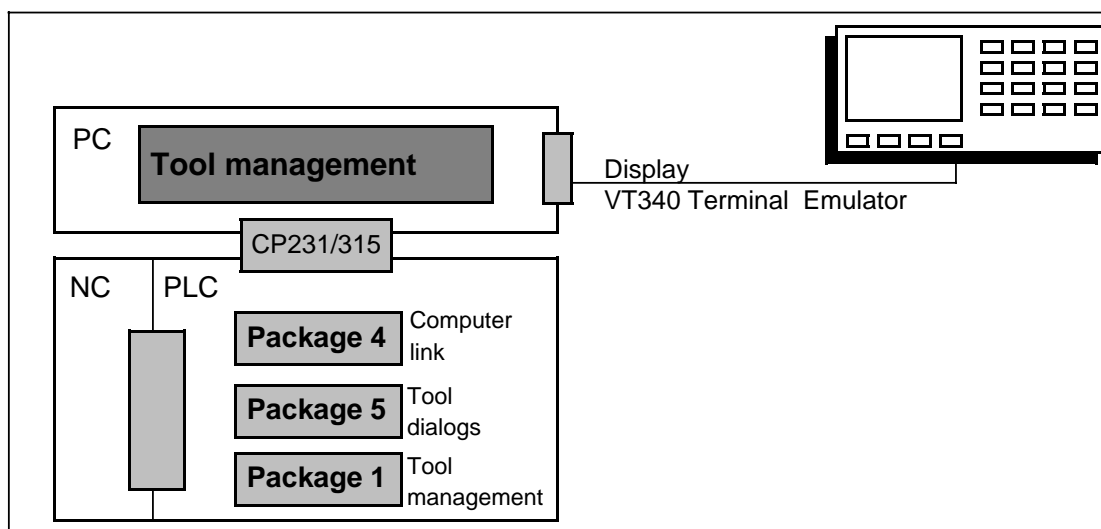 PC
Tool management
Display
VT340 Terminal Emulator
CP231/315
NC
PLC
Package 4
Computer
link
Package 5
Tool
dialogs
Package 1
Tool
management